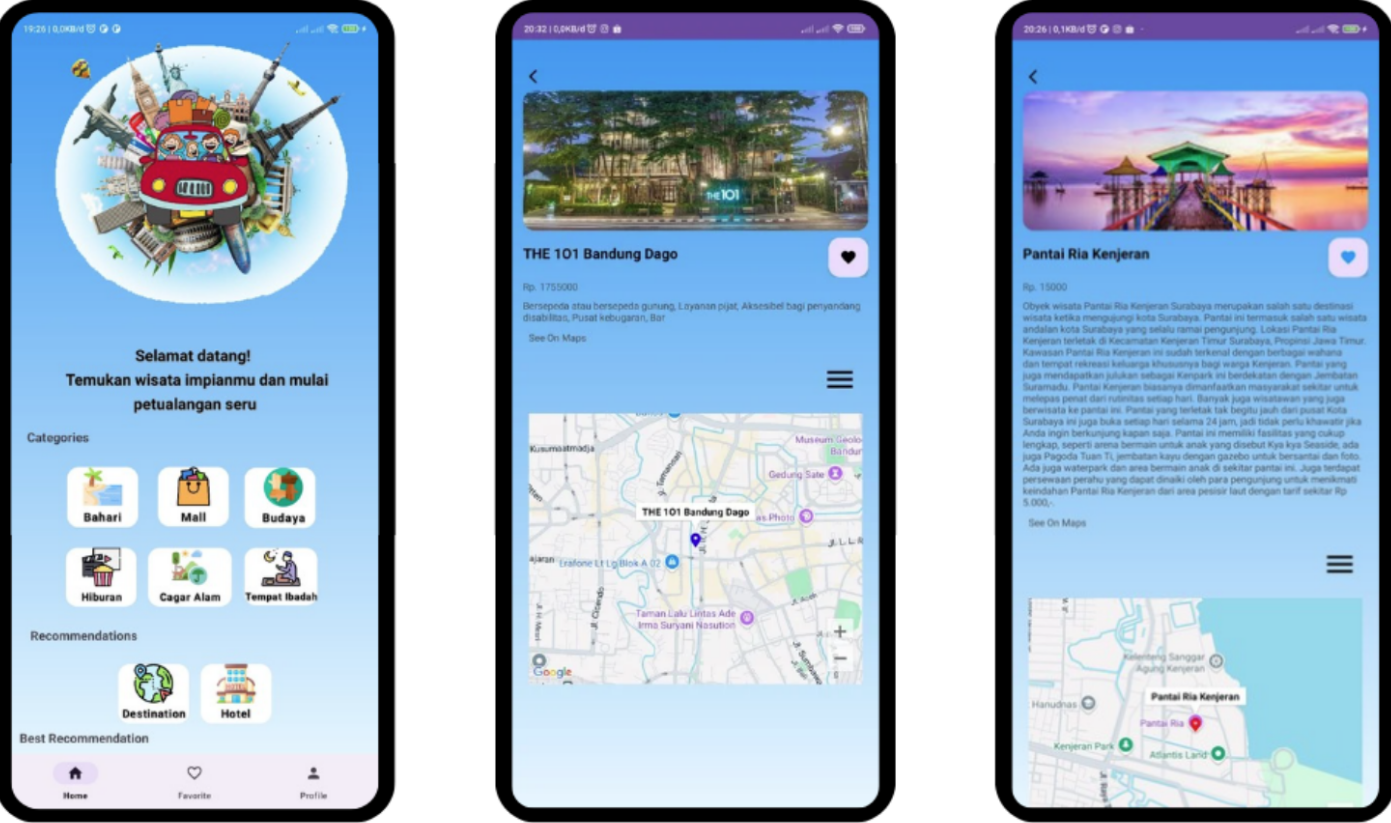 19:26 | 0,0KB/d
Selamat datang!
Temukan wisata impianmu dan mulai
petualangan seru
Categories
Bahari
Mall
Budaya
Hiburan
Cagar Alam
Tempat Ibadah
Recommendations
Destination
Hotel
Best Recommendation
Home
Favorite
Profile
20:32 | 0,0KB/d
THE 101
THE 1O1 Bandung Dago
Rp. 1755000
Bersepeda atau bersepeda gunung, Layanan pijat, Aksesibel bagi penyandang
disabilitas, Pusat kebugaran, Bar
See On Maps
Kusumaatmadja
Museum Geolo
Bandun
Gedung Sate
Jl. Tamansari
THE 1O1 Bandung Dago
as Photo
JL. L.L.R
ajaran
Erafone Lt Lg Blok A 02
Jl. Cicendo
Jl. Aceh
Taman Lalu Lintas Ade
Irma Suryani Nasution
+
−
Google
20:26 | 0,1KB/d
Pantai Ria Kenjeran
Rp. 15000
Obyek wisata Pantai Ria Kenjeran Surabaya merupakan salah satu destinasi
wisata ketika mengujungi kota Surabaya. Pantai ini termasuk salah satu wisata
andalan kota Surabaya yang selalu ramai pengunjung. Lokasi Pantai Ria
Kenjeran terletak di Kecamatan Kenjeran Timur Surabaya, Propinsi Jawa Timur.
Kawasan Pantai Ria Kenjeran ini sudah terkenal dengan berbagai wahana
dan tempat rekreasi keluarga khususnya bagi warga Kenjeran. Pantai yang
juga mendapatkan julukan sebagai Kenpark ini berdekatan dengan Jembatan
Suramadu. Pantai Kenjeran biasanya dimanfaatkan masyarakat sekitar untuk
melepas penat dari rutinitas setiap hari. Banyak juga wisatawan yang juga
berwisata ke pantai ini. Pantai yang terletak tak begitu jauh dari pusat Kota
Surabaya ini juga buka setiap hari selama 24 jam, jadi tidak perlu khawatir jika
Anda ingin berkunjung kapan saja. Pantai ini memiliki fasilitas yang cukup
lengkap, seperti arena bermain untuk anak yang disebut Kya kya Seaside, ada
juga Pagoda Tuan Ti, jembatan kayu dengan gazebo untuk bersantai dan foto.
Ada juga waterpark dan area bermain anak di sekitar pantai ini. Juga terdapat
persewaan perahu yang dapat dinaiki oleh para pengunjung untuk menikmati
keindahan Pantai Ria Kenjeran dari area pesisir laut dengan tarif sekitar Rp
5.000,-.
See On Maps
Kelenteng Sanggar
Agung Kenjeran
Pantai Ria Kenjeran
Hanudnas
Pantai Ria
Kenjeran Park
Atlantis Land